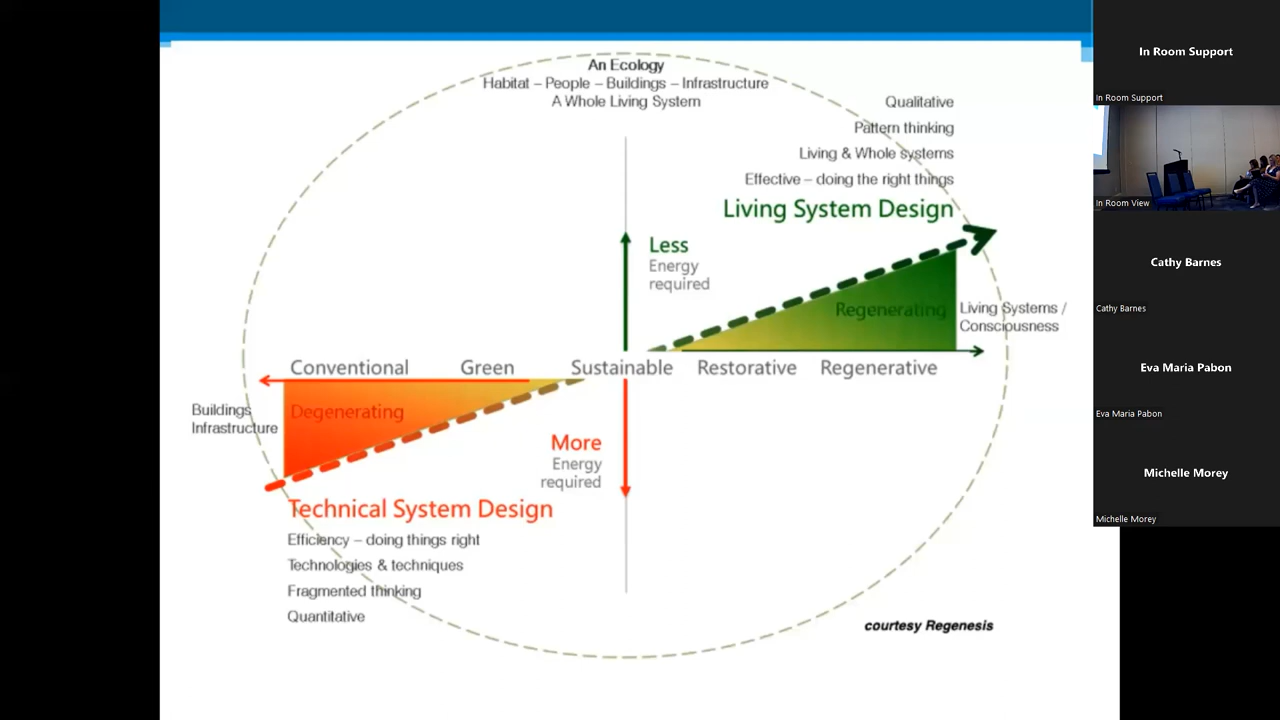 An Ecology
Habitat – People – Buildings – Infrastructure
A Whole Living System
Qualitative
Pattern thinking
Living & Whole systems
Effective – doing the right things
Living System Design
Less
Energy
required
Regenerating
Living Systems /
Consciousness
Conventional
Green
Sustainable
Restorative
Regenerative
Buildings
Infrastructure
Degenerating
More
Energy
required
Technical System Design
Efficiency – doing things right
Technologies & techniques
Fragmented thinking
Quantitative
courtesy Regenesis
In Room Support
In Room Support
In Room View
Cathy Barnes
Cathy Barnes
Eva Maria Pabon
Eva Maria Pabon
Michelle Morey
Michelle Morey